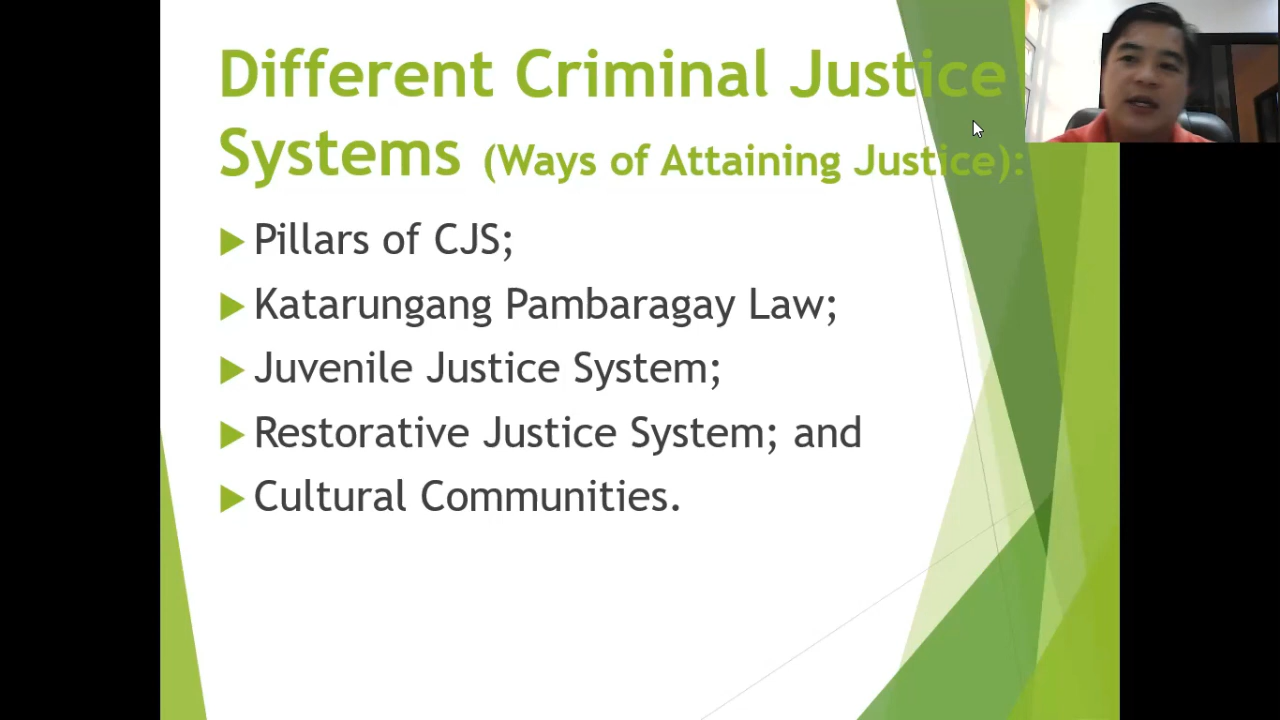 Different Criminal Justice
Systems (Ways of Attaining Justice):
Pillars of CJS;
Katarungang Pambaragay Law;
Juvenile Justice System;
Restorative Justice System; and
Cultural Communities.